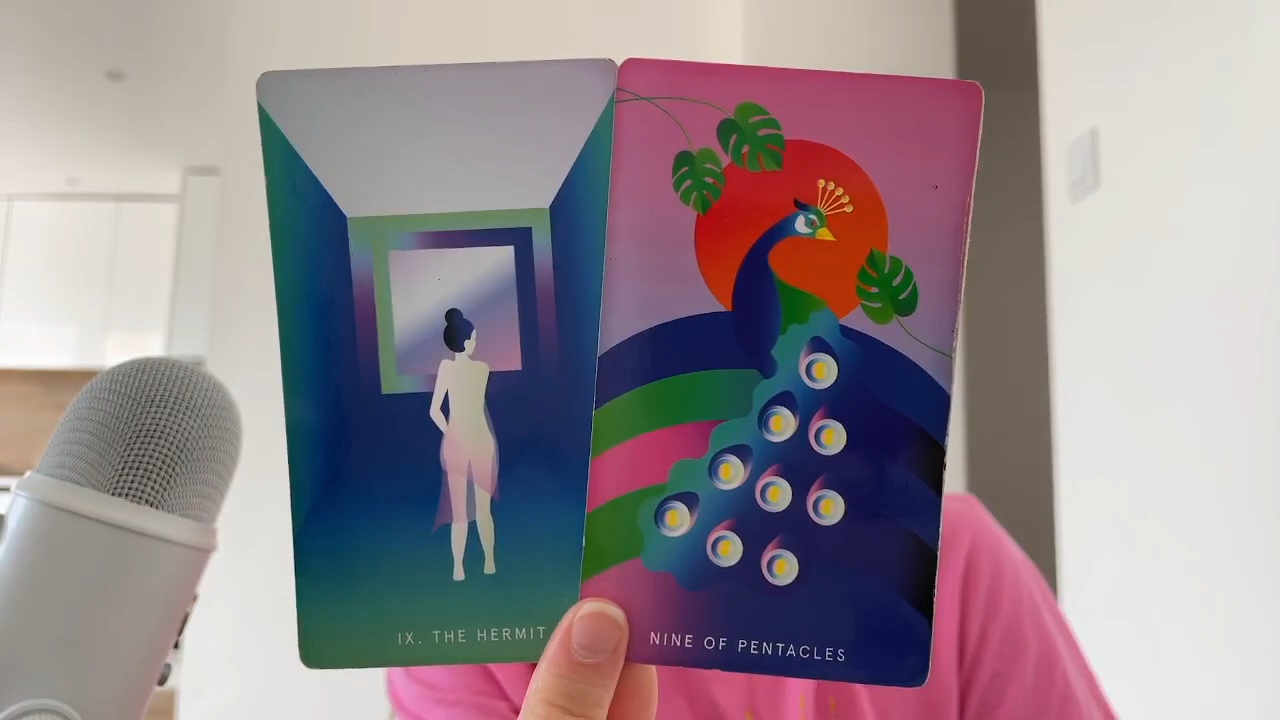 IX. THE HERMIT
NINE OF PENTACLES